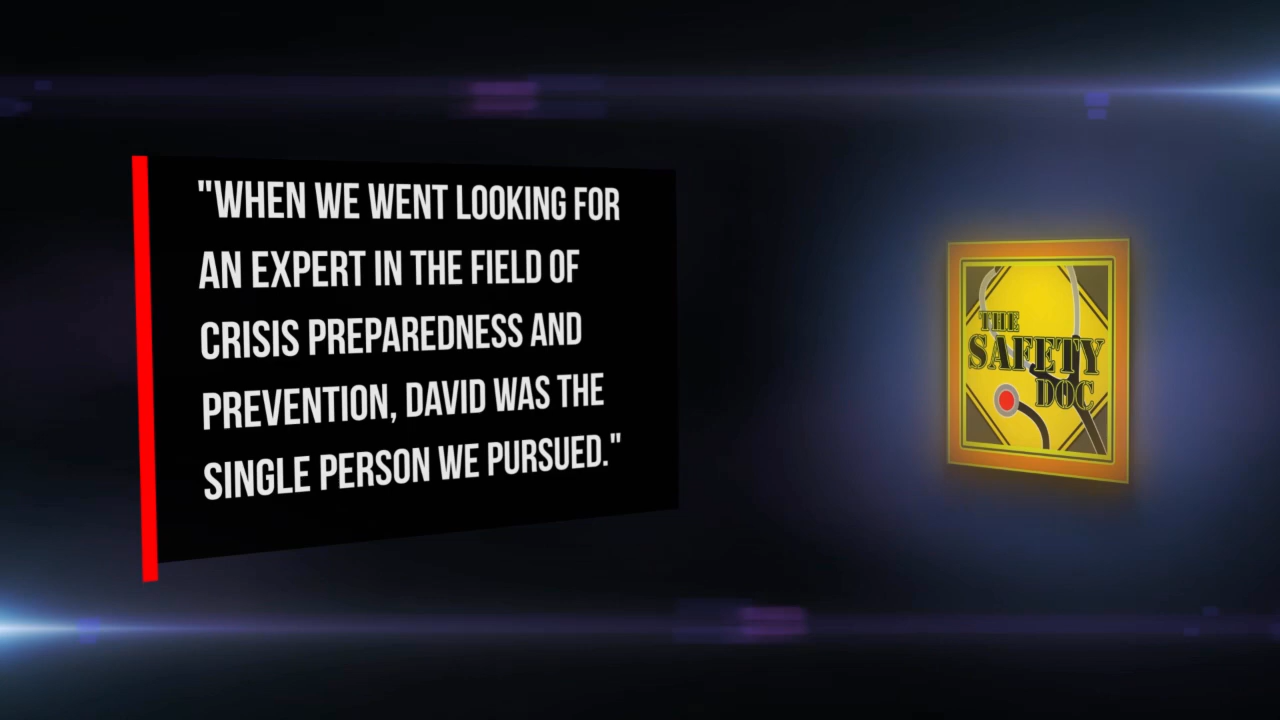 "WHEN WE WENT LOOKING FOR
AN EXPERT IN THE FIELD OF
CRISIS PREPAREDNESS AND
PREVENTION, DAVID WAS THE
SINGLE PERSON WE PURSUED."
THE
SAFETY
DOC